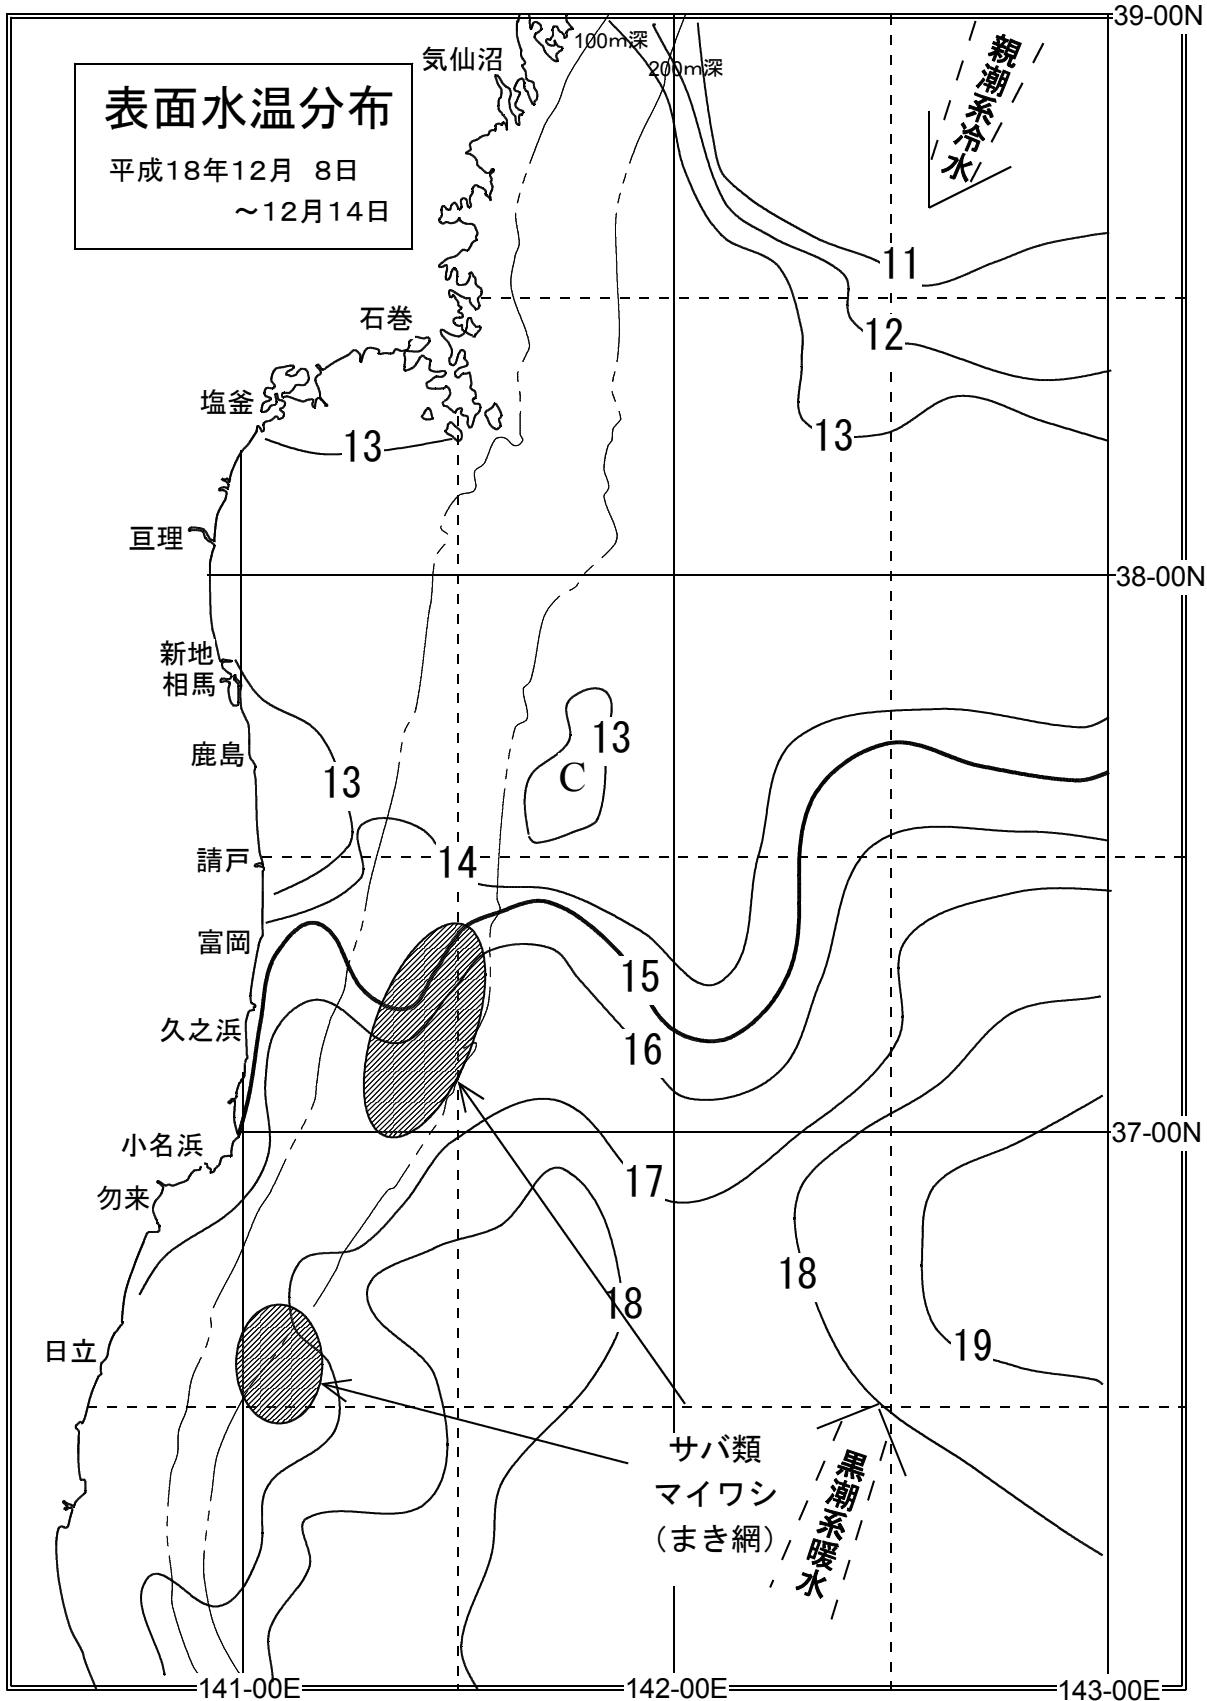 39-00N
気仙沼
100m深
200m深
表面水温分布
平成18年12月 8日
～12月14日
親潮系冷水
11
12
13
石巻
塩釜
13
亘理
38-00N
新地
相馬
鹿島
13
13
C
請戸
14
富岡
15
久之浜
16
37-00N
小名浜
勿来
17
18
18
日立
19
サバ類
マイワシ
（まき網）
黒潮系暖水
141-00E
142-00E
143-00E